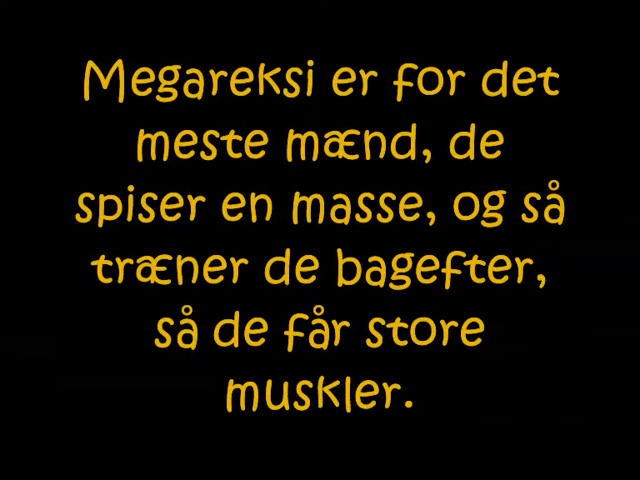 Megareksi er for det
meste mænd, de
spiser en masse, og så
træner de bagefter,
så de får store
muskler.